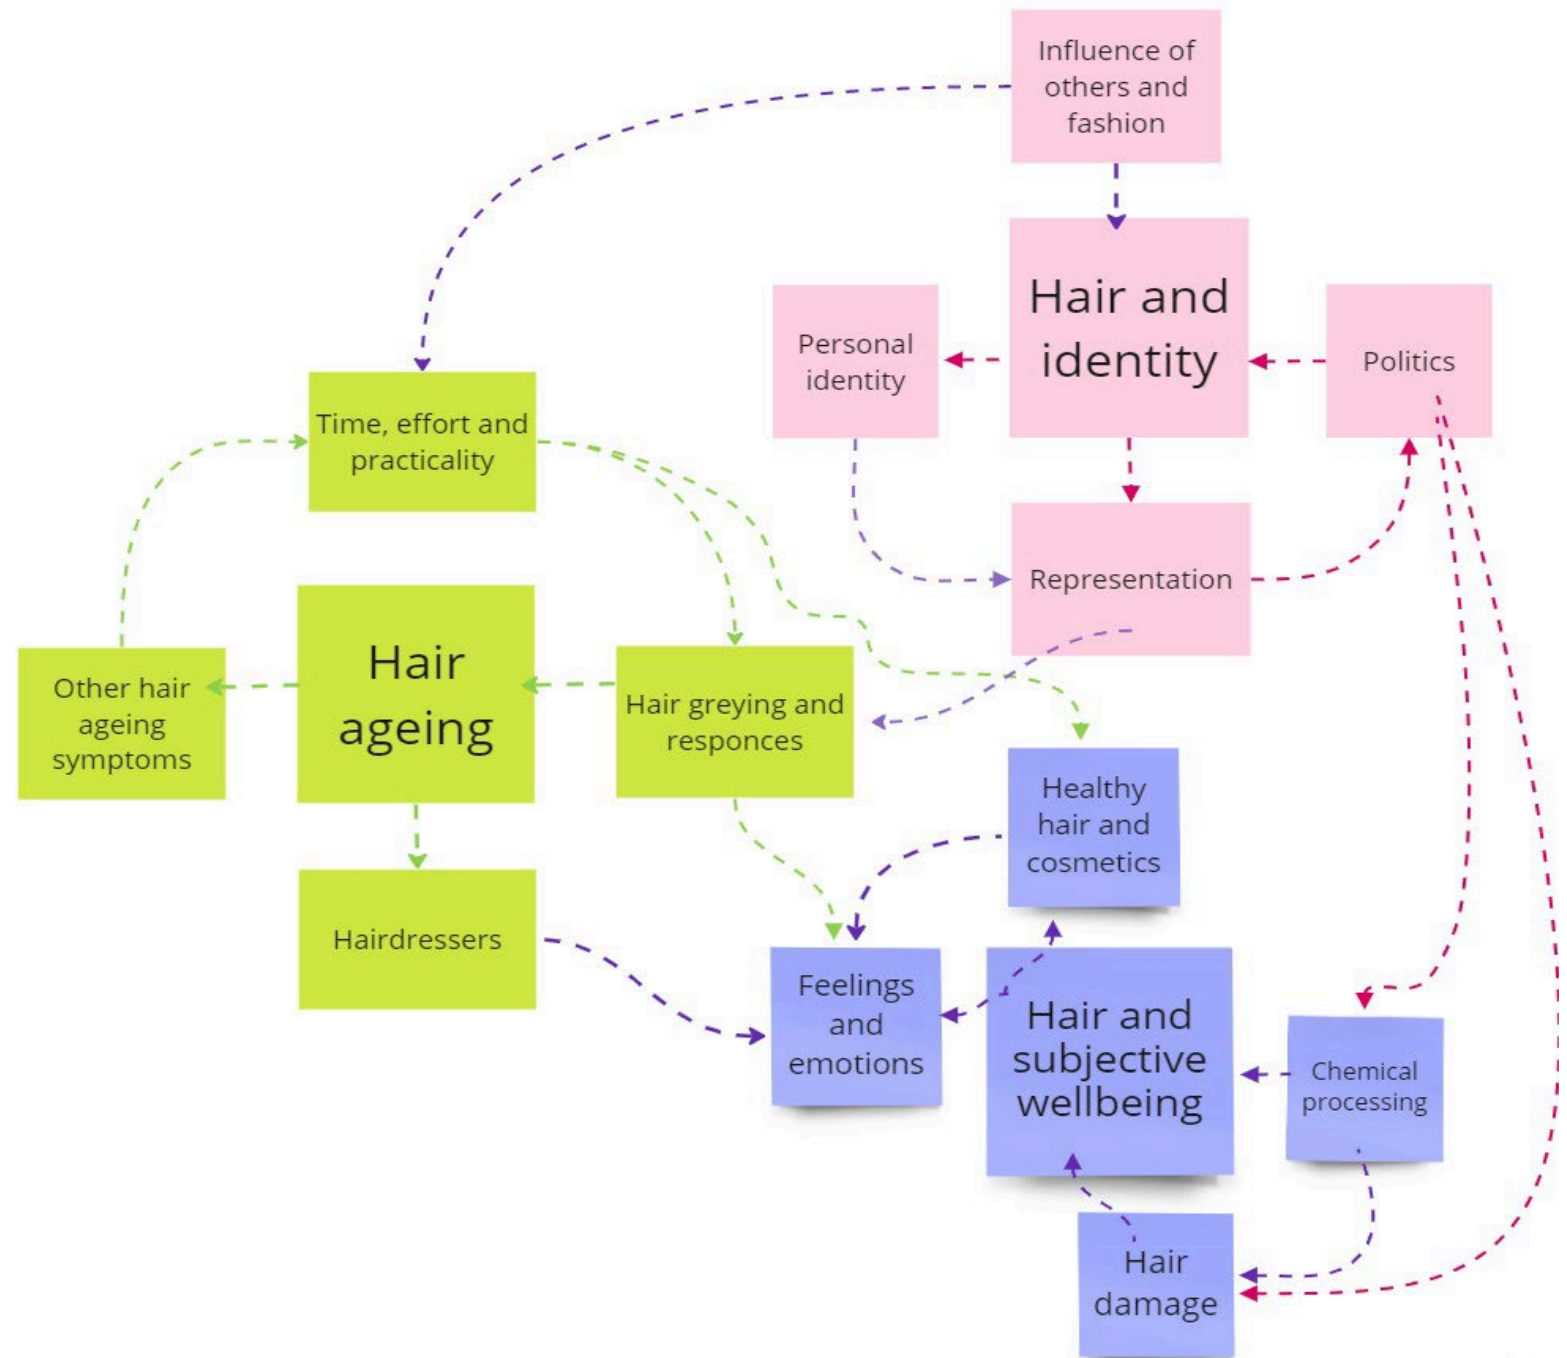 Influence of
others and
fashion
Hair and
identity
Personal
identity
Politics
Time, effort and
practicality
Representation
Hair
ageing
Other hair
ageing
symptoms
Hair greying and
responces
Healthy
hair and
cosmetics
Hairdressers
Feelings
and
emotions
Hair and
subjective
wellbeing
Chemical
processing
Hair
damage